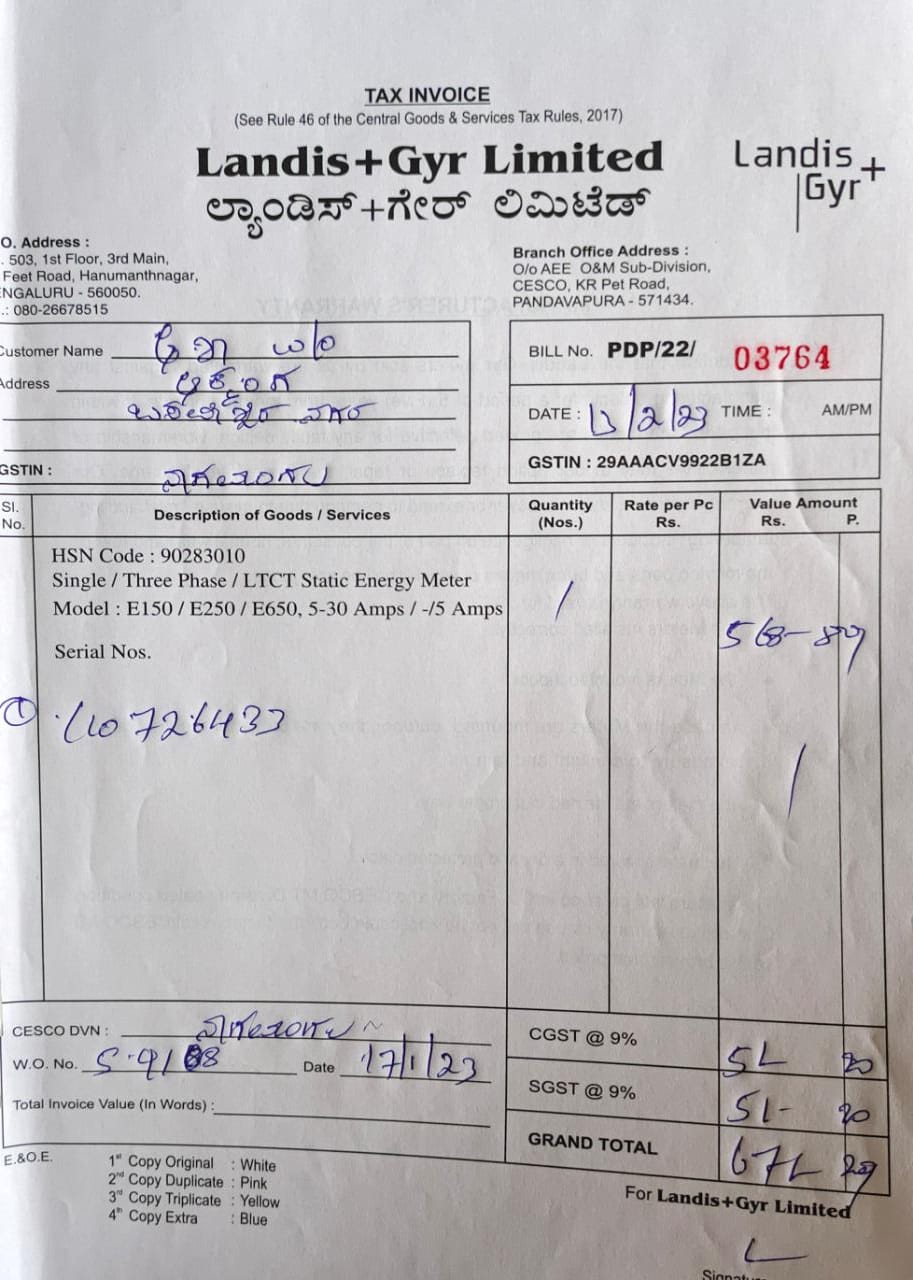 TAX INVOICE
(See Rule 46 of the Central Goods & Services Tax Rules, 2017)
Landis+Gyr Limited
ಲ್ಯಾಂಡಿಸ್+ಗೇರ್ ಲಿಮಿಟೆಡ್
Landis
Gyr+
O. Address :
. 503, 1st Floor, 3rd Main,
Feet Road, Hanumanthnagar,
ENGALURU - 560050.
.: 080-26678515
Branch Office Address :
O/o AEE O&M Sub-Division,
CESCO, KR Pet Road,
PANDAVAPURA - 571434.
Customer Name
Address
GSTIN :
BILL No. PDP/22/ 03764
DATE : /2/23 TIME : AM/PM
GSTIN : 29AAACV9922B1ZA
Sl. No. Description of Goods / Services Quantity (Nos.) Rate per Pc Rs. Value Amount Rs. P.
HSN Code : 90283010
Single / Three Phase / LTCT Static Energy Meter
Model : E150 / E250 / E650, 5-30 Amps / -/5 Amps 1
568-89
Serial Nos.
①
CESCO DVN :
W.O. No. Date 17/1/23
Total Invoice Value (In Words) :
CGST @ 9% 51 20
SGST @ 9% 51- 20
GRAND TOTAL 671 29
E.&O.E.
1st Copy Original : White
2nd Copy Duplicate : Pink
3rd Copy Triplicate : Yellow
4th Copy Extra : Blue
For Landis+Gyr Limited